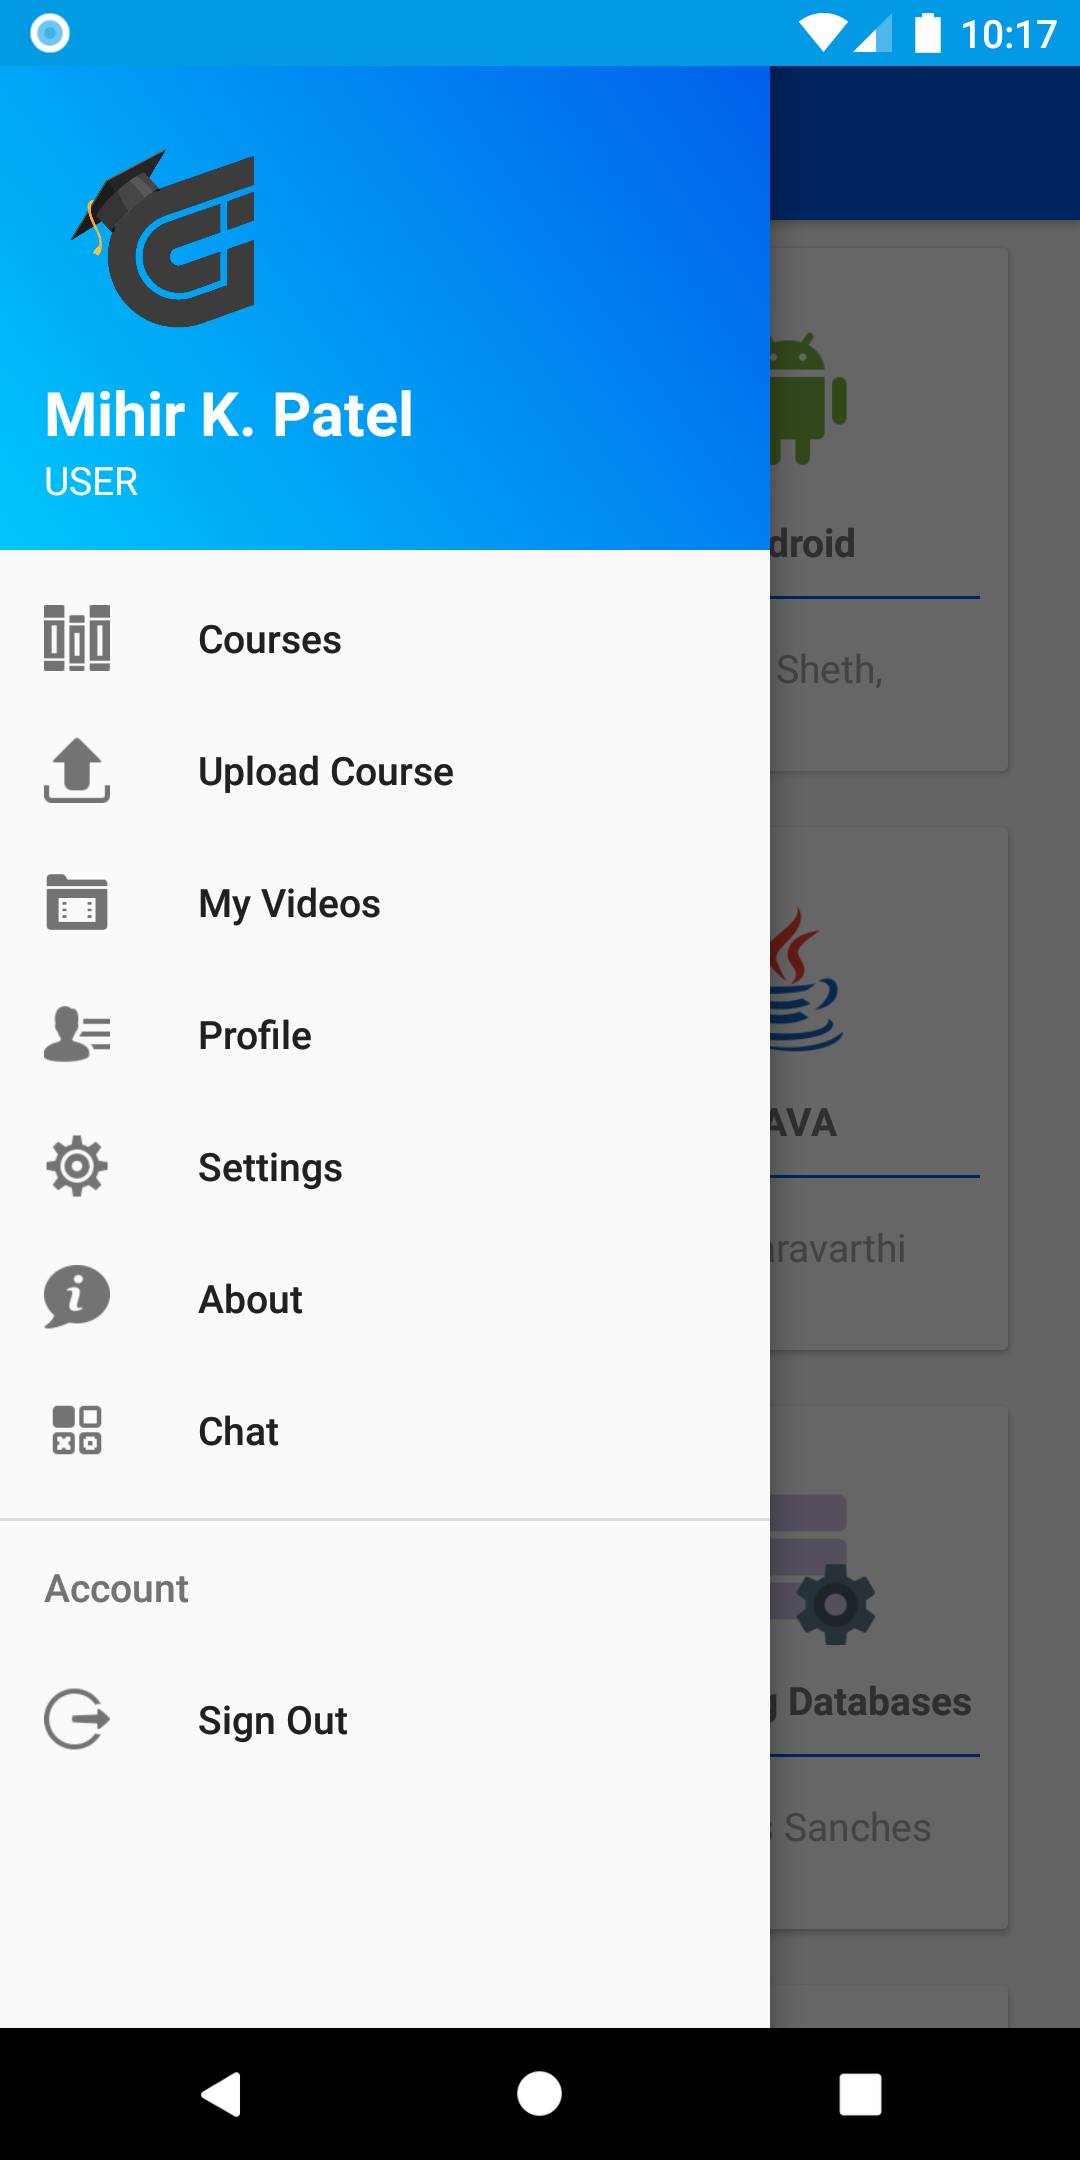 10:17
Mihir K. Patel
USER
Courses
Upload Course
My Videos
Profile
Settings
About
Chat
Account
Sign Out
droid
Sheth,
AVA
ravarthi
Databases
Sanches